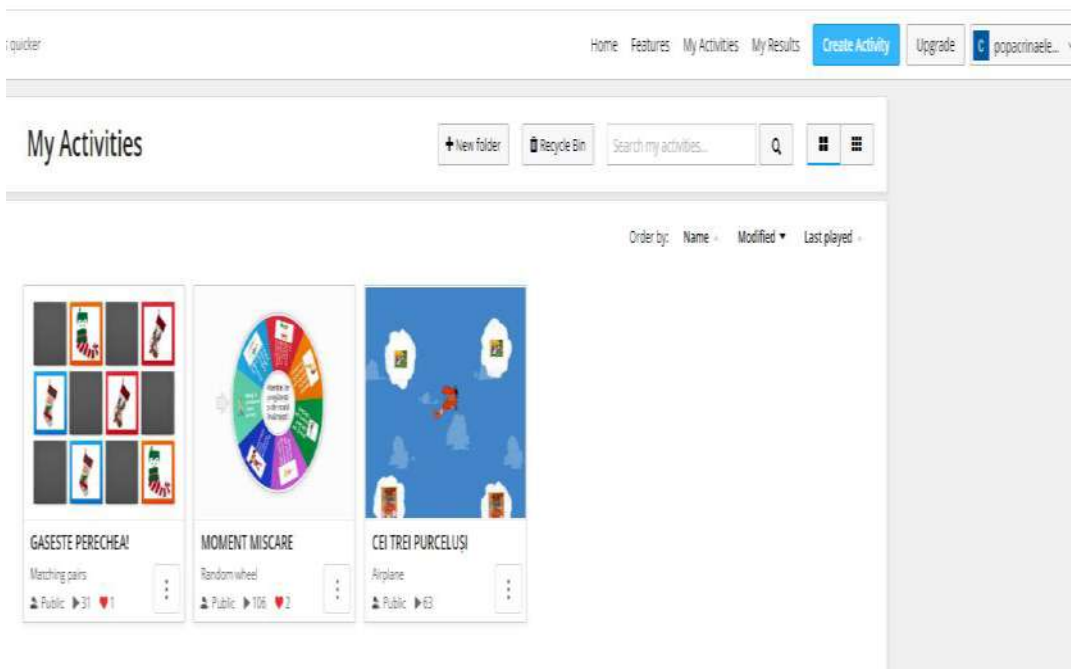 quicker
Home Features My Activities My Results Create Activity Upgrade C popacrinaele...
My Activities
New folder Recycle Bin Search my activities...
Order by: Name Modified Last played
GASESTE PERECHEA! MOMENT MISCARE CEI TREI PURCELUȘI
Matching pairs Random wheel Airplane
Public 31 1 Public 106 2 Public 63